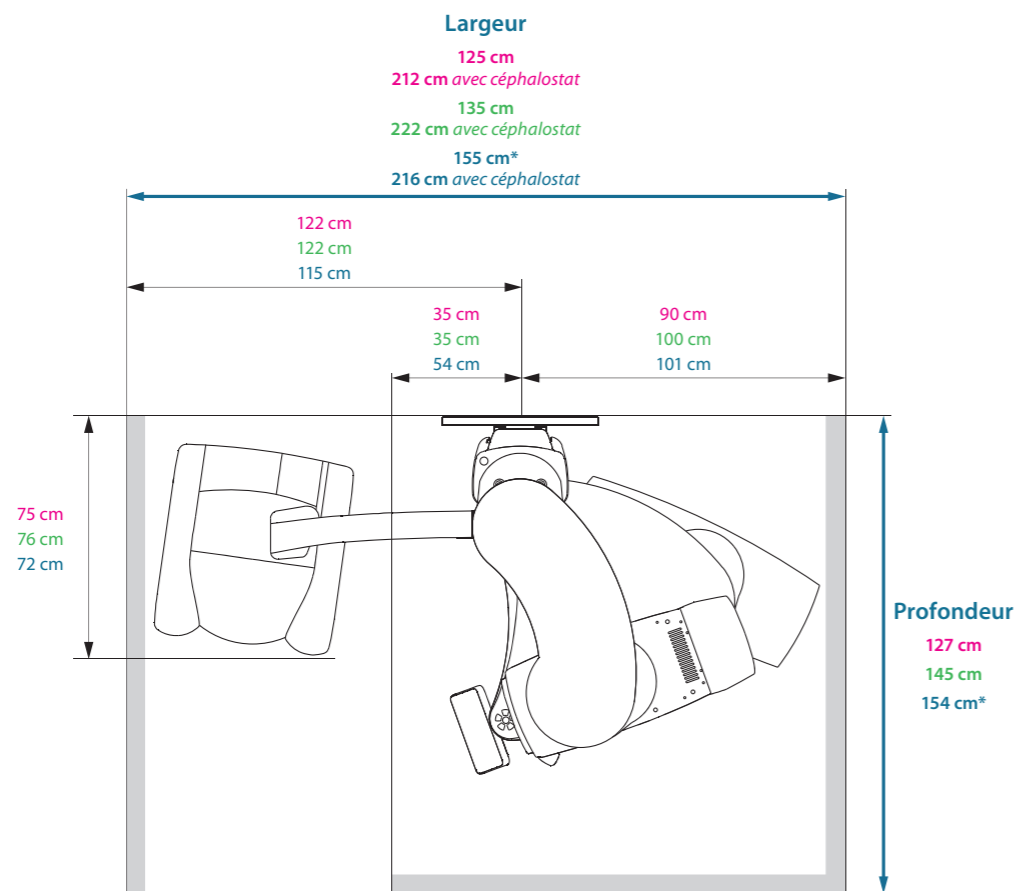 Largeur
125 cm
212 cm avec céphalostat
135 cm
222 cm avec céphalostat
155 cm*
216 cm avec céphalostat
122 cm
122 cm
115 cm
35 cm
35 cm
54 cm
90 cm
100 cm
101 cm
75 cm
76 cm
72 cm
Profondeur
127 cm
145 cm
154 cm*